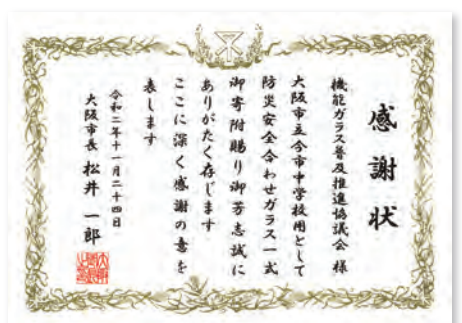 感謝状
機能ガラス普及推進協議会 様
大阪市立今市中学校用として
防災安全合わせガラス一式
御寄附賜り御芳志誠に
ありがたく存じます
ここに深く感謝の意を
表します
令和二年十一月二十四日
大阪市長 松井 一郎